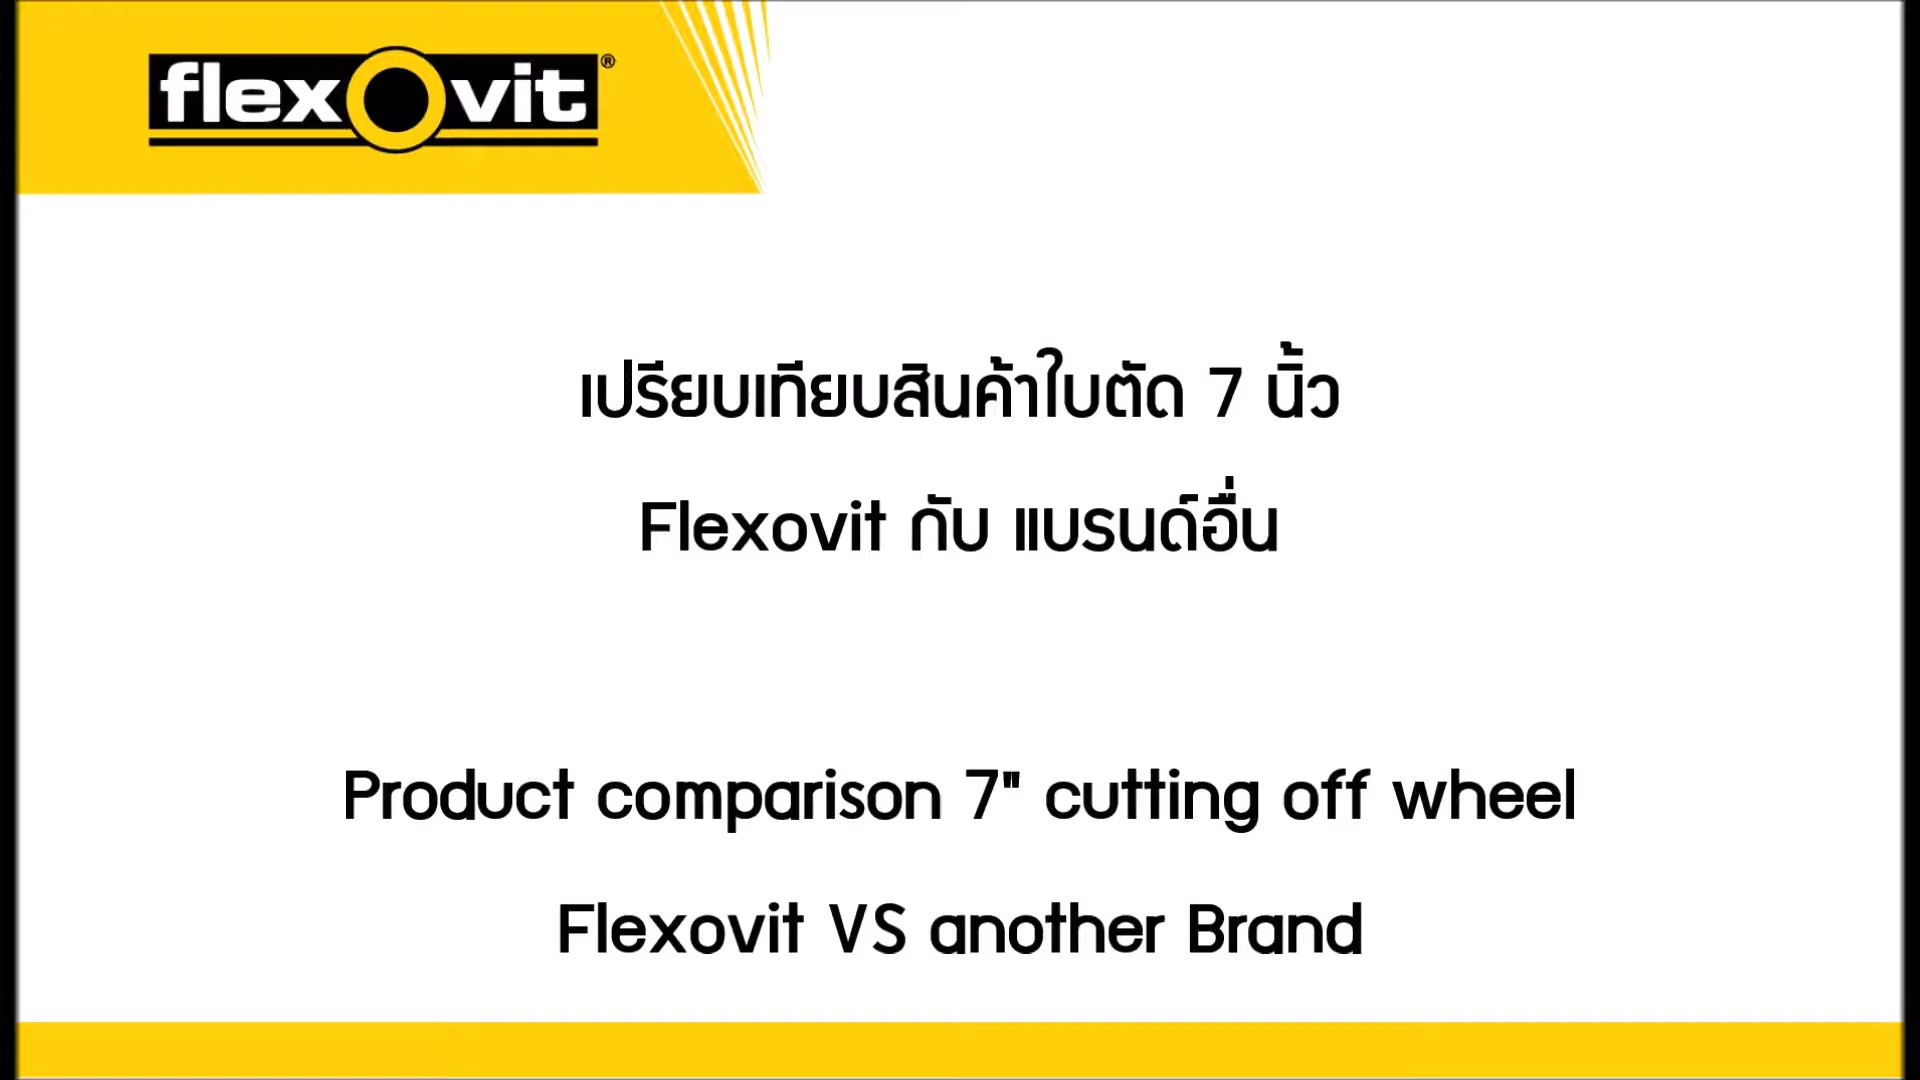 flexovit®
เปรียบเทียบสินค้าใบตัด 7 นิ้ว
Flexovit กับ แบรนด์อื่น
Product comparison 7" cutting off wheel
Flexovit VS another Brand